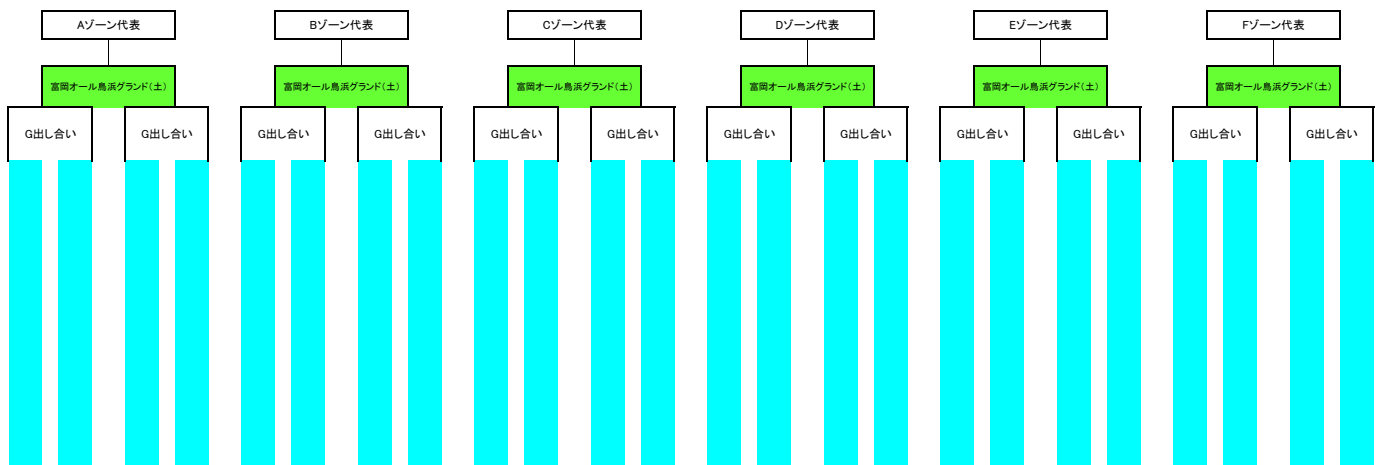 Aゾーン代表
Bゾーン代表
Cゾーン代表
Dゾーン代表
Eゾーン代表
Fゾーン代表
富岡オール鳥浜グランド(土)
富岡オール鳥浜グランド(土)
富岡オール鳥浜グランド(土)
富岡オール鳥浜グランド(土)
富岡オール鳥浜グランド(土)
富岡オール鳥浜グランド(土)
G出し合い
G出し合い
G出し合い
G出し合い
G出し合い
G出し合い
G出し合い
G出し合い
G出し合い
G出し合い
G出し合い
G出し合い